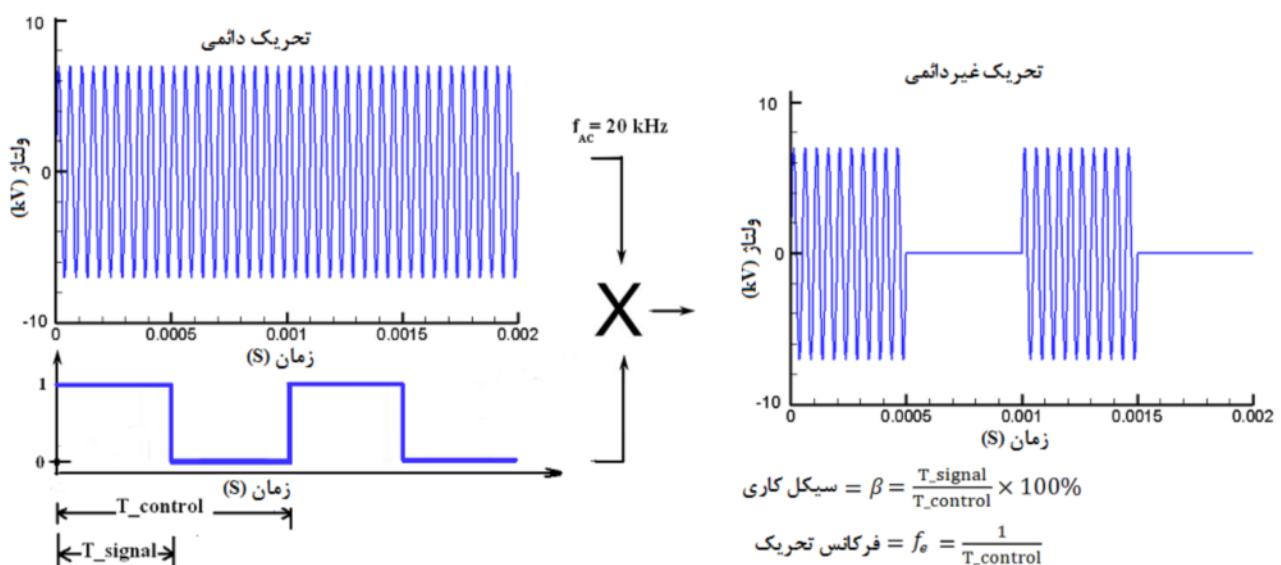 تحریک دائمی
10
0
-10
ولتاژ (kV)
0 0.0005 0.001 0.0015 0.002
زمان (S)
1
0
زمان (S)
T_control
T_signal
f_AC= 20 kHz
X
تحریک غیردائمی
10
0
-10
ولتاژ (kV)
0 0.0005 0.001 0.0015 0.002
زمان (S)
سیکل کاری = β = T_signal / T_control × 100%
فرکانس تحریک = f_e = 1 / T_control